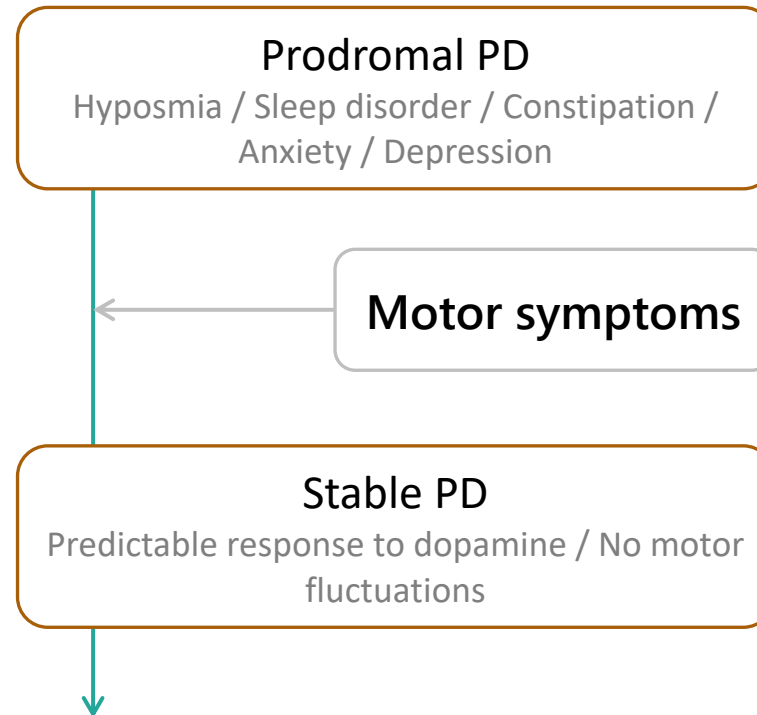 Prodromal PD
Hyposmia / Sleep disorder / Constipation /
Anxiety / Depression
Motor symptoms
Stable PD
Predictable response to dopamine / No motor
fluctuations